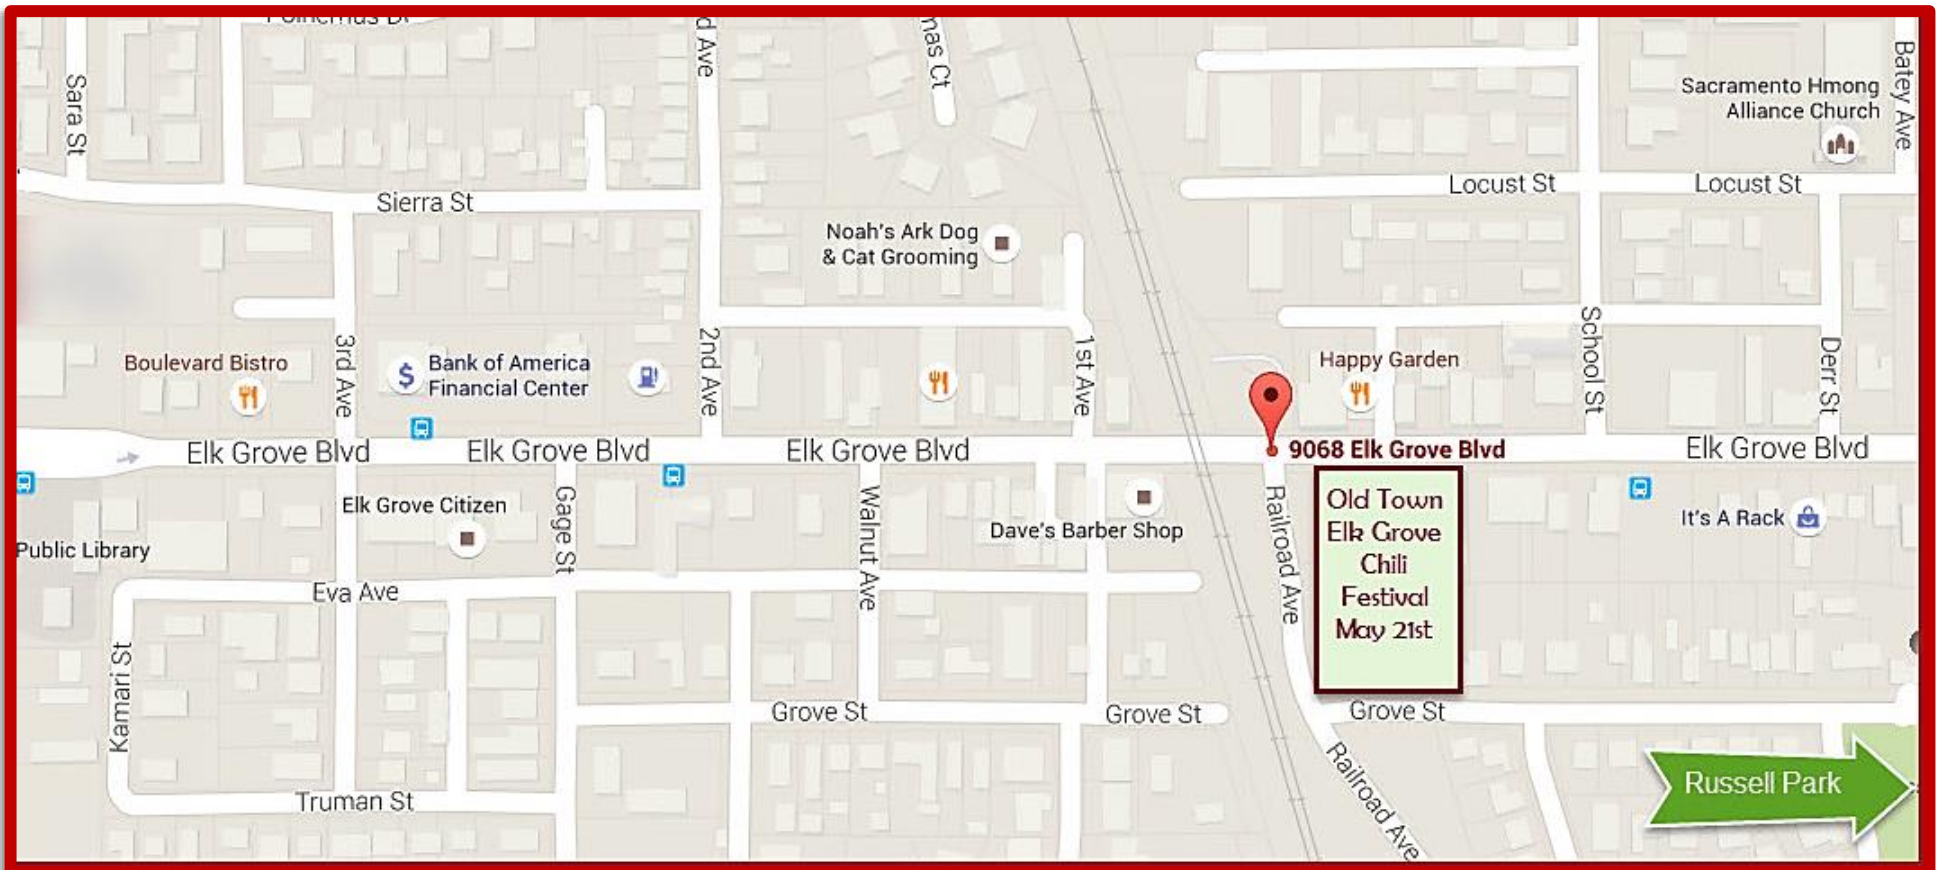 Sara St
d Ave
mas Ct
Batey Ave
Sacramento Hmong
Alliance Church
Sierra St
Locust St
Locust St
Noah's Ark Dog
& Cat Grooming
Boulevard Bistro
3rd Ave
$
Bank of America
Financial Center
2nd Ave
1st Ave
Happy Garden
School St
Derr St
Elk Grove Blvd
Elk Grove Blvd
Elk Grove Blvd
9068 Elk Grove Blvd
Elk Grove Blvd
Elk Grove Citizen
Gage St
Walnut Ave
Dave's Barber Shop
Railroad Ave
Old Town
Elk Grove
Chili
Festival
May 21st
It's A Rack
Public Library
Eva Ave
Kamari St
Grove St
Grove St
Grove St
Railroad Ave
Truman St
Russell Park